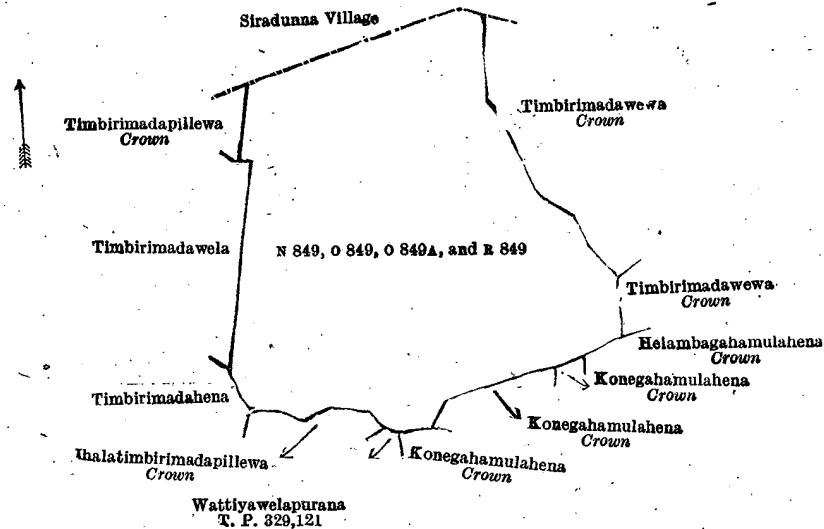 Siradunna Village
Timbirimadapillewa
Crown
Timbirimadawewa
Crown
Timbirimadawela
N 849, O 849, O 849A, and R 849
Timbirimadawewa
Crown
Helambagahamulahena
Crown
Konegahamulahena
Crown
Timbirimadahena
Konegahamulahena
Crown
Ihalatimbirimadapillewa
Crown
Konegahamulahena
Crown
Wattiyawelapurana
T. P. 329,121